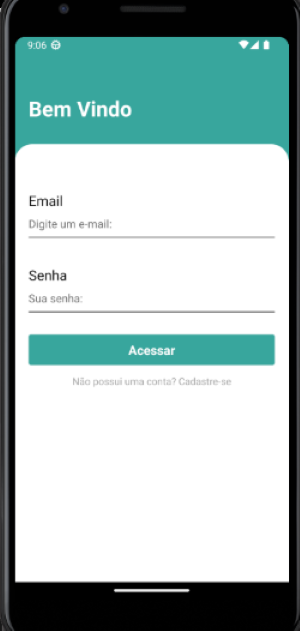 9:06
Bem Vindo
Email
Digite um e-mail:
Senha
Sua senha:
Acessar
Não possui uma conta? Cadastre-se